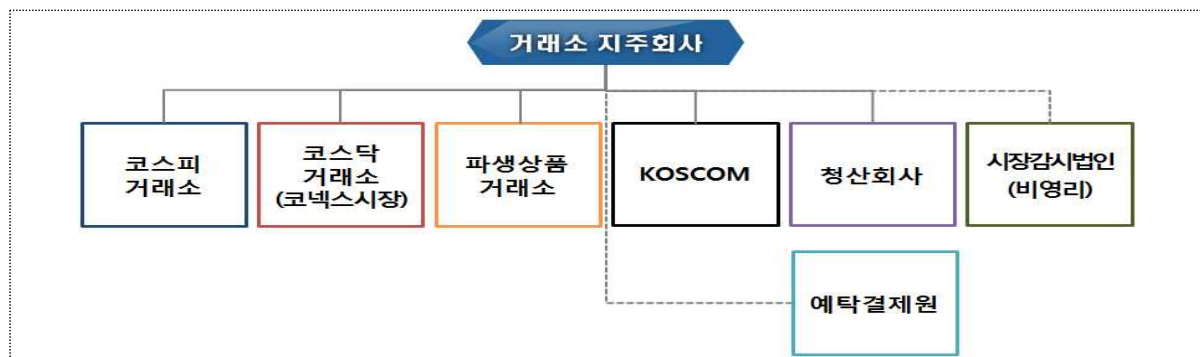 거래소 지주회사
코스피
거래소
코스닥
거래소
(코넥스시장)
파생상품
거래소
KOSCOM
청산회사
시장감시법인
(비영리)
예탁결제원